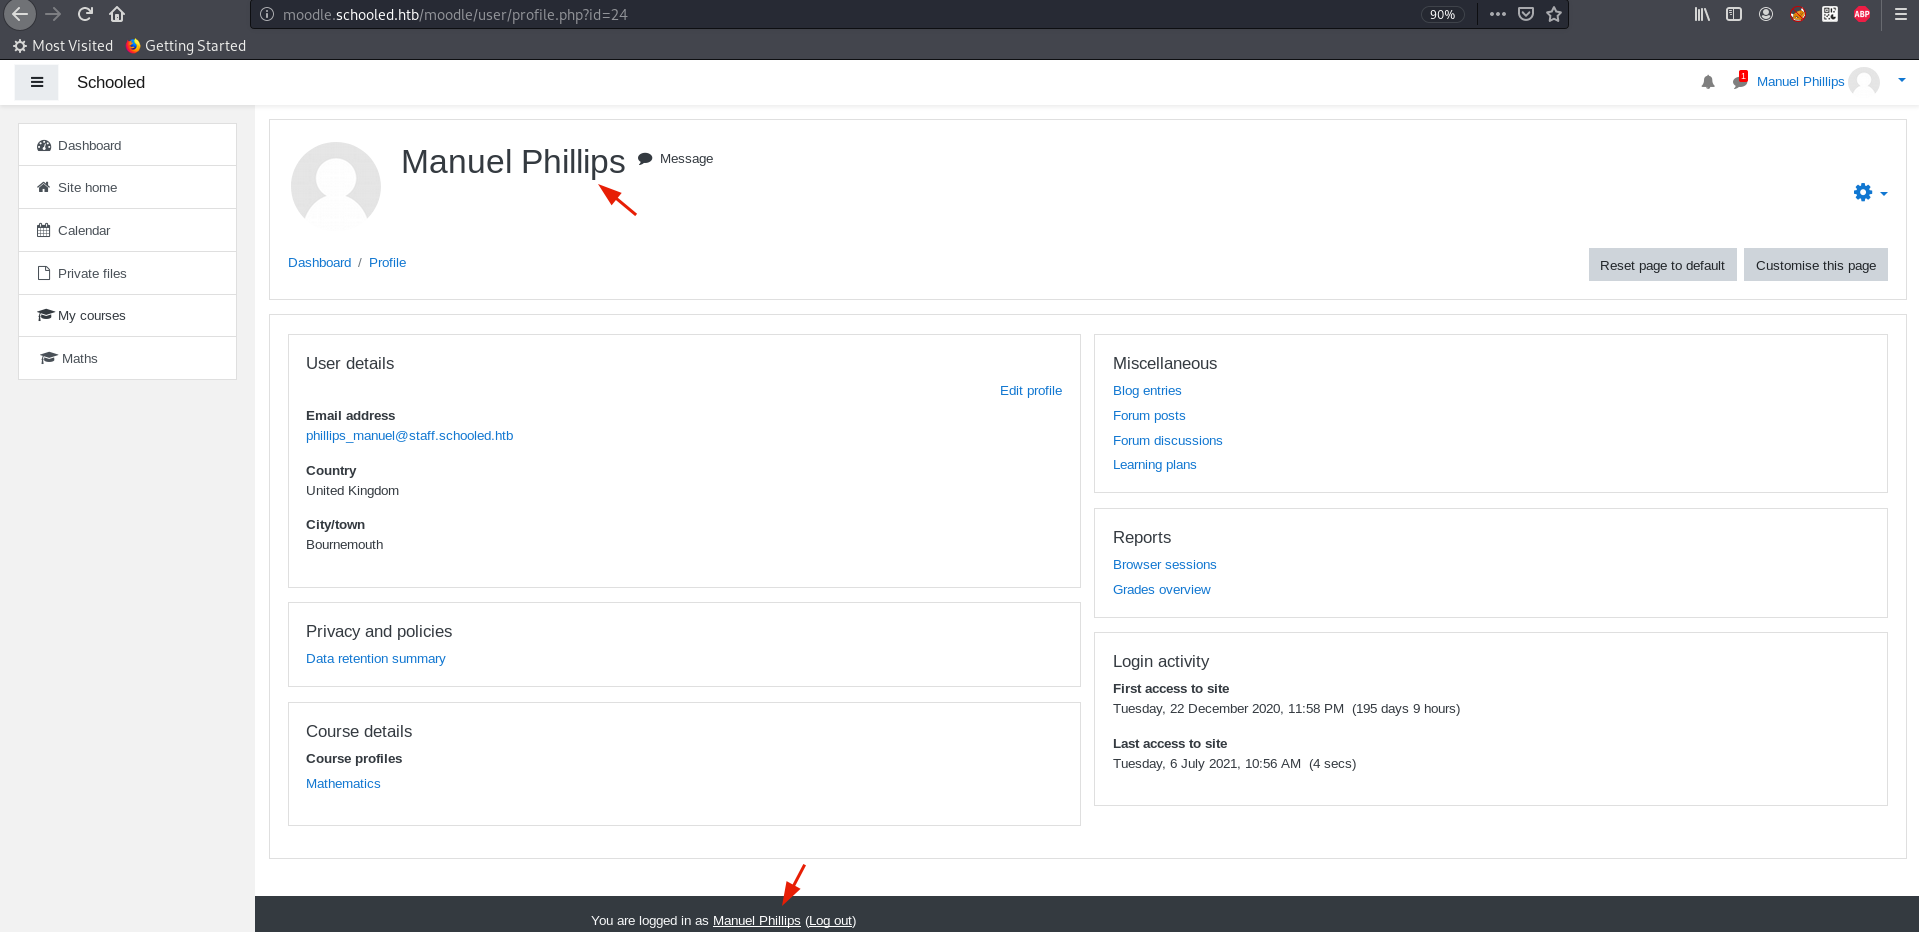 moodle.schooled.htb/moodle/user/profile.php?id=24
90%
ABP
Most Visited
Getting Started
Schooled
1
Manuel Phillips
Dashboard
Site home
Calendar
Private files
My courses
Maths
Manuel Phillips
Message
Dashboard / Profile
Reset page to default
Customise this page
User details
Edit profile
Email address
phillips_manuel@staff.schooled.htb
Country
United Kingdom
City/town
Bournemouth
Privacy and policies
Data retention summary
Course details
Course profiles
Mathematics
Miscellaneous
Blog entries
Forum posts
Forum discussions
Learning plans
Reports
Browser sessions
Grades overview
Login activity
First access to site
Tuesday, 22 December 2020, 11:58 PM (195 days 9 hours)
Last access to site
Tuesday, 6 July 2021, 10:56 AM (4 secs)
You are logged in as Manuel Phillips (Log out)